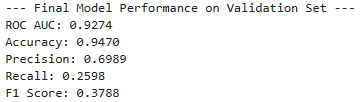 --- Final Model Performance on Validation Set ---
ROC AUC: 0.9274
Accuracy: 0.9470
Precision: 0.6989
Recall: 0.2598
F1 Score: 0.3788